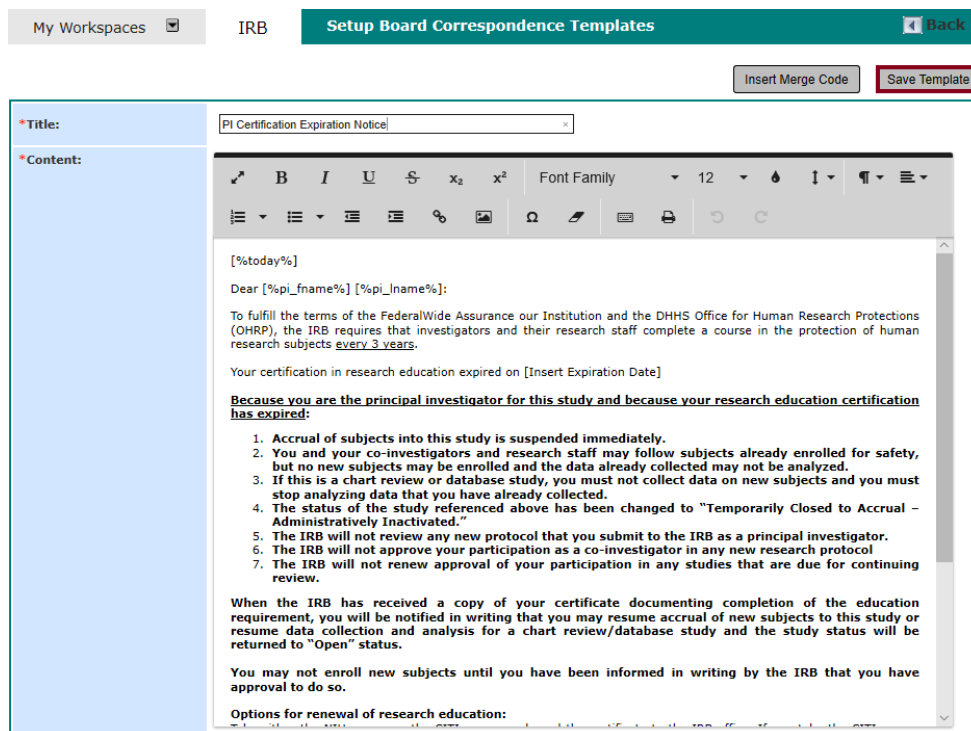 My Workspaces
IRB
Setup Board Correspondence Templates
Back
Insert Merge Code
Save Template
*Title:
PI Certification Expiration Notice
×
*Content:
B I U S x₂ x² Font Family 12
Ω
[%today%]
Dear [%pi_fname%] [%pi_lname%]:
To fulfill the terms of the FederalWide Assurance our Institution and the DHHS Office for Human Research Protections
(OHRP), the IRB requires that investigators and their research staff complete a course in the protection of human
research subjects every 3 years.
Your certification in research education expired on [Insert Expiration Date]
Because you are the principal investigator for this study and because your research education certification
has expired:
1. Accrual of subjects into this study is suspended immediately.
2. You and your co-investigators and research staff may follow subjects already enrolled for safety,
but no new subjects may be enrolled and the data already collected may not be analyzed.
3. If this is a chart review or database study, you must not collect data on new subjects and you must
stop analyzing data that you have already collected.
4. The status of the study referenced above has been changed to “Temporarily Closed to Accrual –
Administratively Inactivated.”
5. The IRB will not review any new protocol that you submit to the IRB as a principal investigator.
6. The IRB will not approve your participation as a co-investigator in any new research protocol
7. The IRB will not renew approval of your participation in any studies that are due for continuing
review.
When the IRB has received a copy of your certificate documenting completion of the education
requirement, you will be notified in writing that you may resume accrual of new subjects to this study or
resume data collection and analysis for a chart review/database study and the study status will be
returned to “Open” status.
You may not enroll new subjects until you have been informed in writing by the IRB that you have
approval to do so.
Options for renewal of research education: